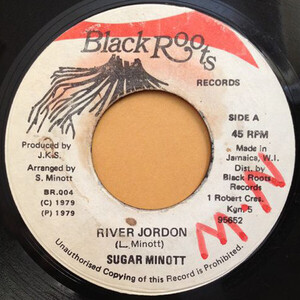 Black Roots
RECORDS
SIDE A
45 RPM
Produced by
J.K.S.
Arranged by
S. Minott
BR.004
(C) 1979
(P) 1979
Made in
Jamaica, W.I.
Dist. by
Black Roots
Records
1 Robert Cres.
Kgn. 5
95652
RIVER JORDON
(L. Minott)
SUGAR MINOTT
Unauthorised Copying of this Record is Prohibited.